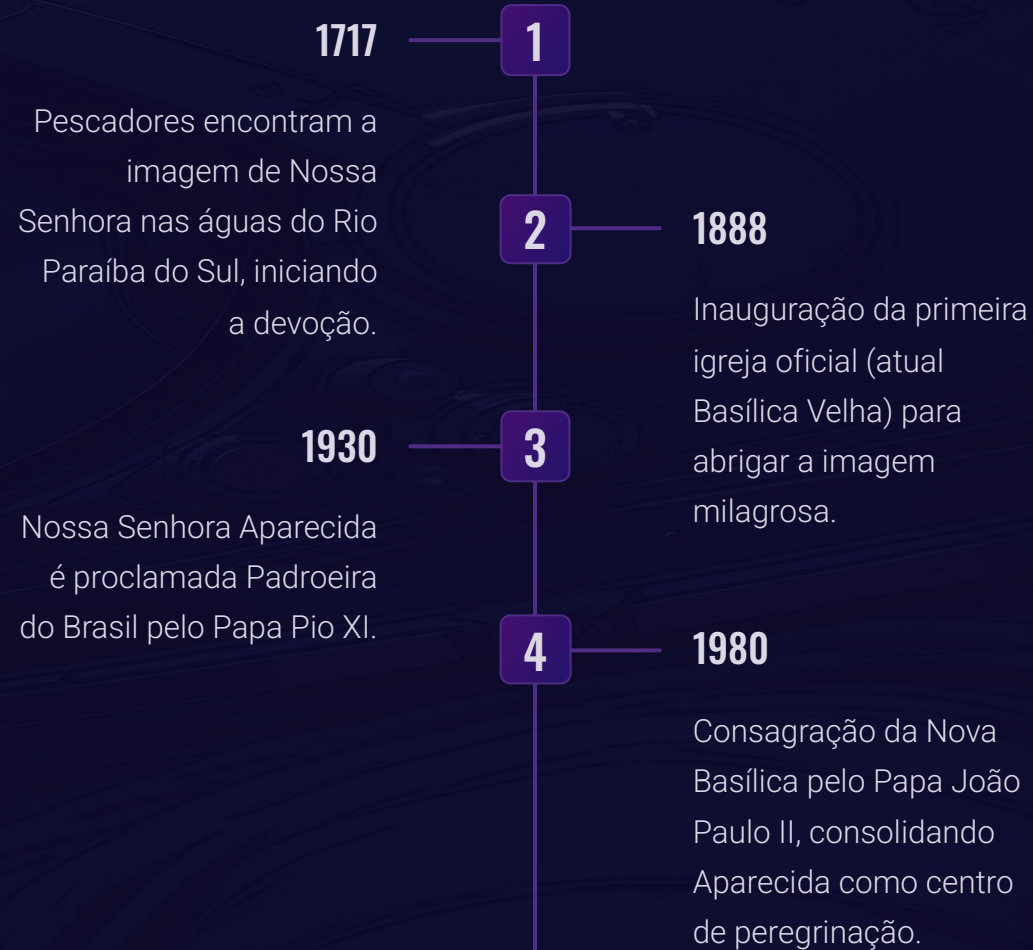 1717
1
Pescadores encontram a
imagem de Nossa
Senhora nas águas do Rio
Paraíba do Sul, iniciando
a devoção.
2
1888
Inauguração da primeira
igreja oficial (atual
Basílica Velha) para
abrigar a imagem
milagrosa.
1930
3
Nossa Senhora Aparecida
é proclamada Padroeira
do Brasil pelo Papa Pio XI.
4
1980
Consagração da Nova
Basílica pelo Papa João
Paulo II, consolidando
Aparecida como centro
de peregrinação.